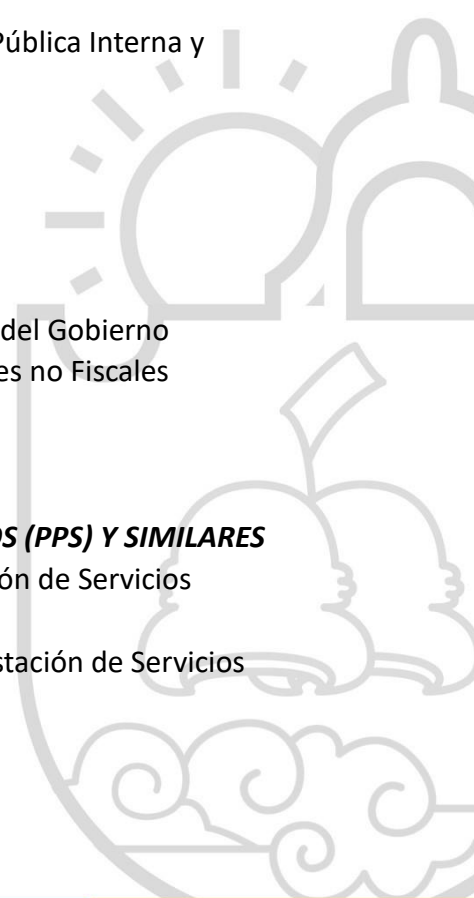 Pública Interna y
del Gobierno
es no Fiscales
OS (PPS) Y SIMILARES
ón de Servicios
stación de Servicios